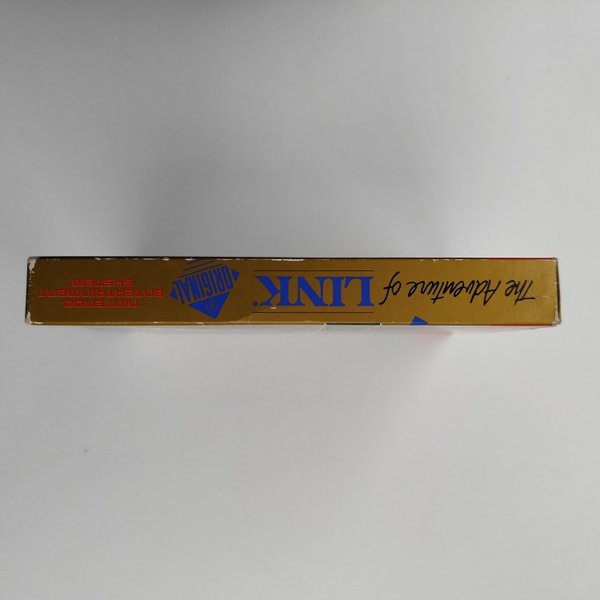 The Adventure of
LINK®
ORIGINAL
NINTENDO
ENTERTAINMENT
SYSTEM